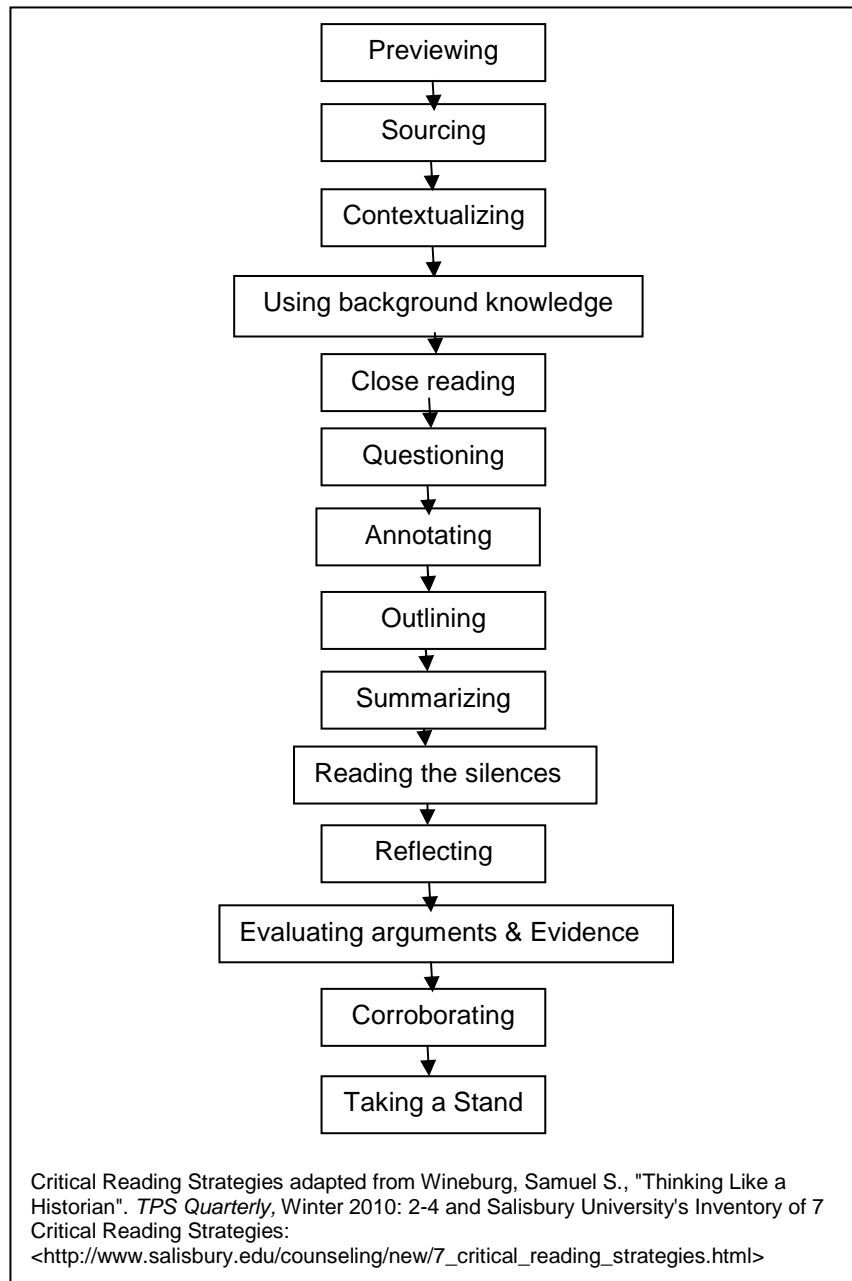 Previewing
Sourcing
Contextualizing
Using background knowledge
Close reading
Questioning
Annotating
Outlining
Summarizing
Reading the silences
Reflecting
Evaluating arguments & Evidence
Corroborating
Taking a Stand
Critical Reading Strategies adapted from Wineburg, Samuel S., "Thinking Like a
Historian". TPS Quarterly, Winter 2010: 2-4 and Salisbury University's Inventory of 7
Critical Reading Strategies:
<http://www.salisbury.edu/counseling/new/7_critical_reading_strategies.html>